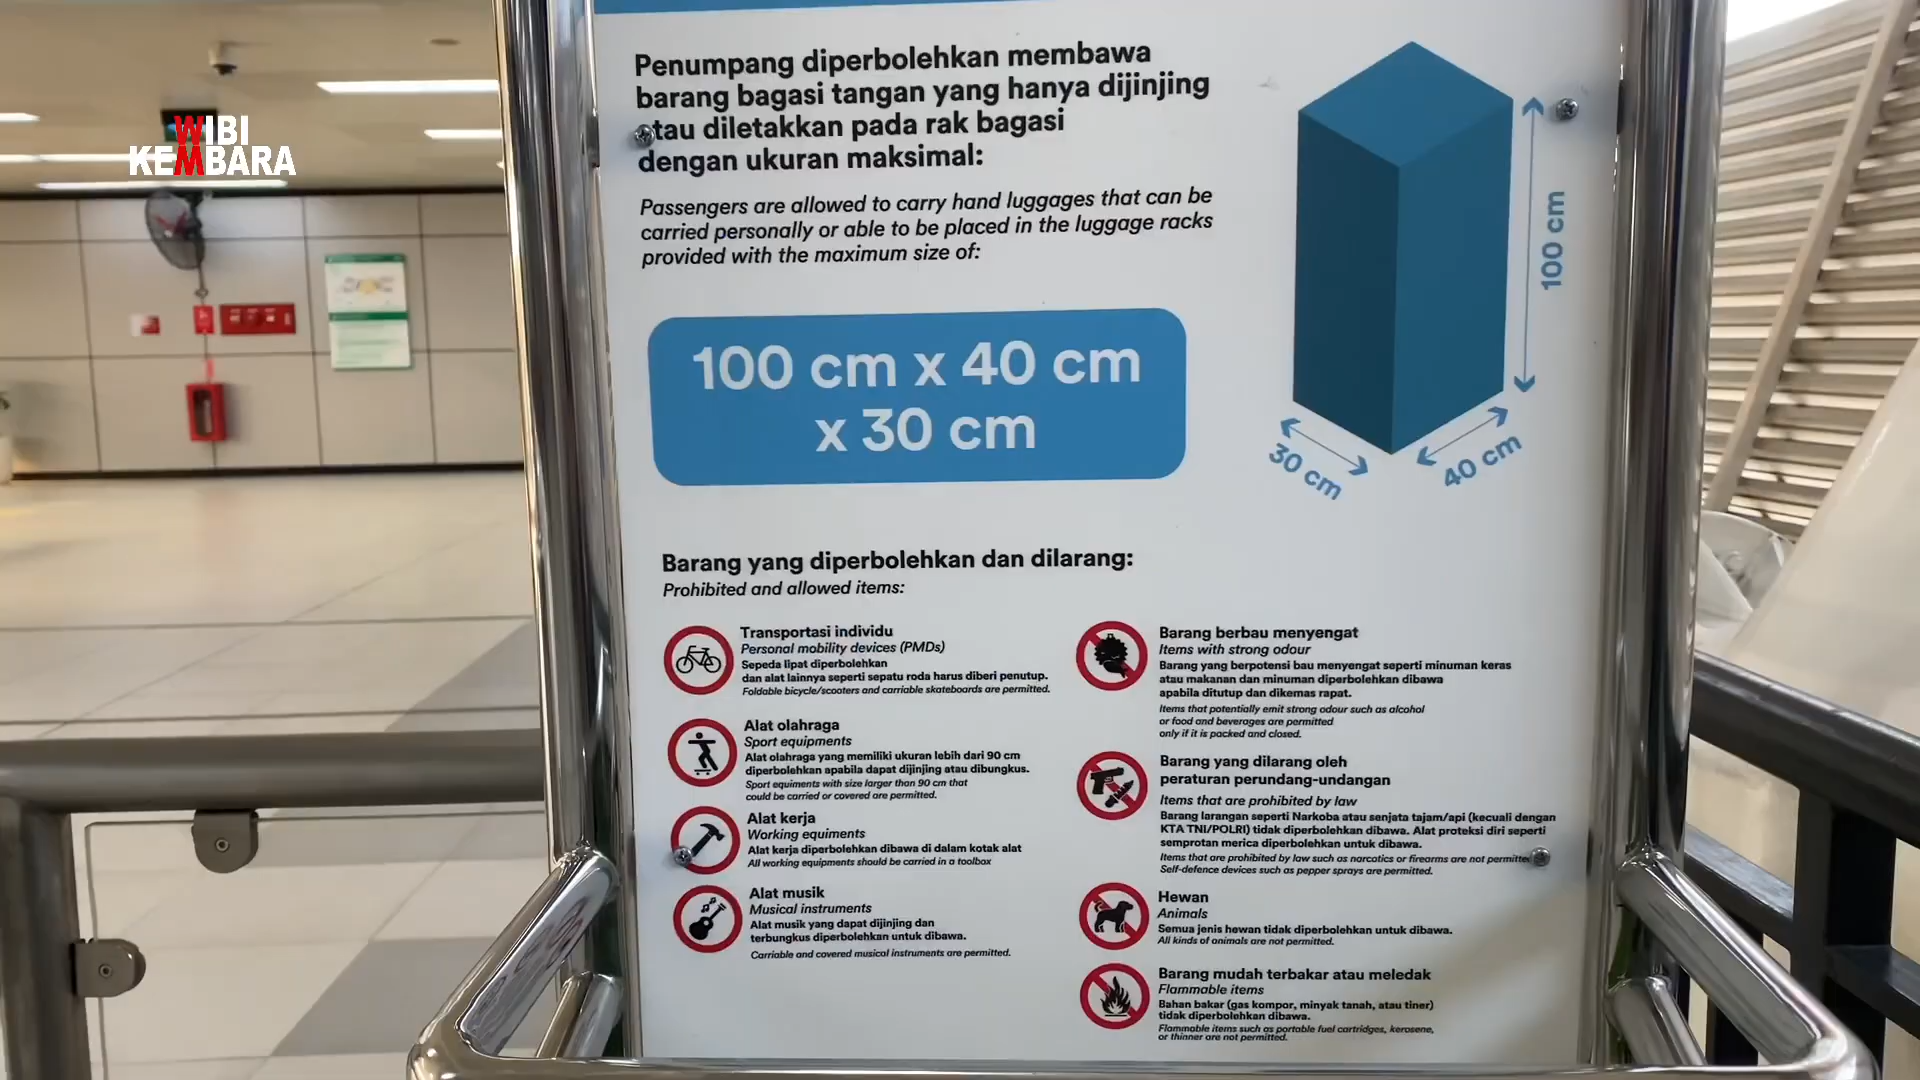 WIBI
KEMBARA
Penumpang diperbolehkan membawa
barang bagasi tangan yang hanya dijinjing
atau diletakkan pada rak bagasi
dengan ukuran maksimal:
Passengers are allowed to carry hand luggages that can be
carried personally or able to be placed in the luggage racks
provided with the maximum size of:
100 cm x 40 cm
x 30 cm
100 cm
30 cm
40 cm
Barang yang diperbolehkan dan dilarang:
Prohibited and allowed items:
Transportasi individu
Personal mobility devices (PMDs)
Sepeda lipat diperbolehkan
dan alat lainnya seperti sepatu roda harus diberi penutup.
Foldable bicycle/scooters and carriable skateboards are permitted.
Alat olahraga
Sport equipments
Alat olahraga yang memiliki ukuran lebih dari 90 cm
diperbolehkan apabila dapat dijinjing atau dibungkus.
Sport equiments with size larger than 90 cm that
could be carried or covered are permitted.
Alat kerja
Working equiments
Alat kerja diperbolehkan dibawa di dalam kotak alat
All working equipments should be carried in a toolbox
Alat musik
Musical instruments
Alat musik yang dapat dijinjing dan
terbungkus diperbolehkan untuk dibawa.
Carriable and covered musical instruments are permitted.
Barang berbau menyengat
Items with strong odour
Barang yang berpotensi bau menyengat seperti minuman keras
atau makanan dan minuman diperbolehkan dibawa
apabila ditutup dan dikemas rapat.
Items that potentially emit strong odour such as alcohol
or food and beverages are permitted
only if it is packed and closed.
Barang yang dilarang oleh
peraturan perundang-undangan
Items that are prohibited by law
Barang larangan seperti Narkoba atau senjata tajam/api (kecuali dengan
KTA TNI/POLRI) tidak diperbolehkan dibawa. Alat proteksi diri seperti
semprotan merica diperbolehkan untuk dibawa.
Items that are prohibited by law such as narcotics or firearms are not permitted
Self-defence devices such as pepper sprays are permitted.
Hewan
Animals
Semua jenis hewan tidak diperbolehkan untuk dibawa.
All kinds of animals are not permitted.
Barang mudah terbakar atau meledak
Flammable items
Bahan bakar (gas kompor, minyak tanah, atau tiner)
tidak diperbolehkan dibawa.
Flammable items such as portable fuel cartridges, kerosene,
or thinner are not permitted.